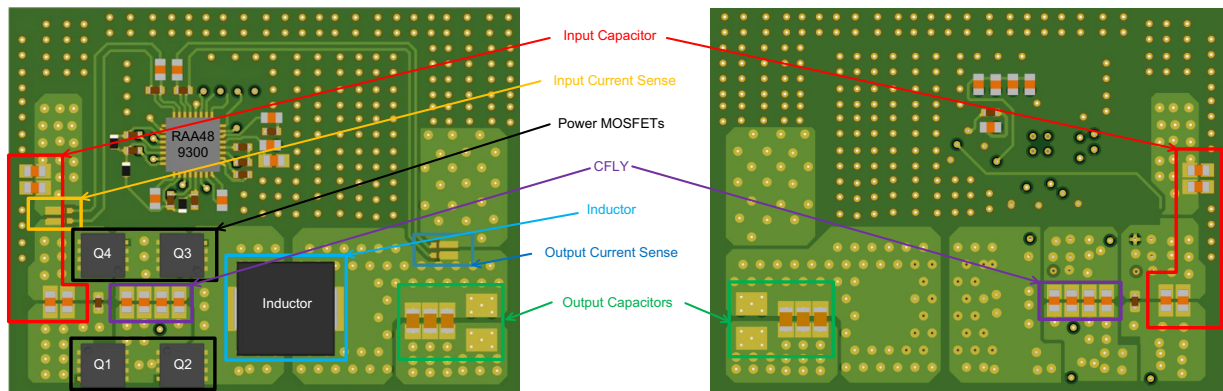 Input Capacitor
Input Current Sense
Power MOSFETs
RAA48
9300
CFLY
Inductor
Q4
Q3
Output Current Sense
Inductor
Output Capacitors
Q1
Q2